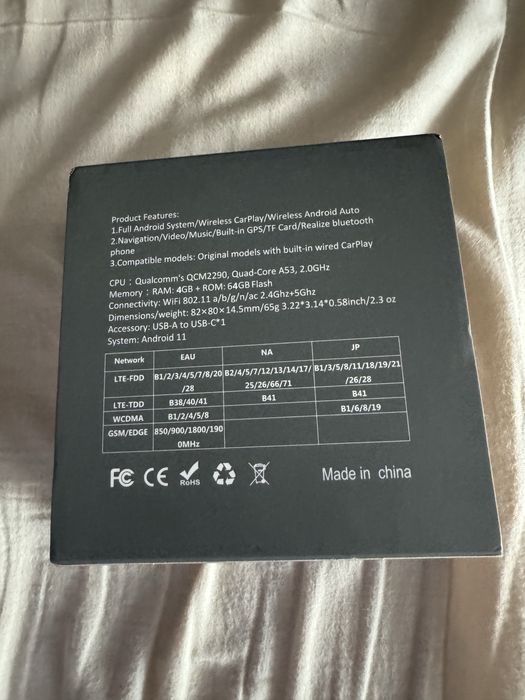 Product Features:
1.Full Android System/Wireless CarPlay/Wireless Android Auto
2.Navigation/Video/Music/Built-in GPS/TF Card/Realize bluetooth
phone
3.Compatible models: Original models with built-in wired CarPlay
CPU：Qualcomm's QCM2290, Quad-Core A53, 2.0GHz
Memory：RAM: 4GB + ROM: 64GB Flash
Connectivity: WiFi 802.11 a/b/g/n/ac 2.4Ghz+5Ghz
Dimensions/weight: 82×80×14.5mm/65g 3.22*3.14*0.58inch/2.3 oz
Accessory: USB-A to USB-C*1
System: Android 11
Network EAU NA JP
LTE-FDD B1/2/3/4/5/7/8/20 B2/4/5/7/12/13/14/17/ B1/3/5/8/11/18/19/21
/28 25/26/66/71 /26/28
LTE-TDD B38/40/41 B41 B41
WCDMA B1/2/4/5/8 B1/6/8/19
GSM/EDGE 850/900/1800/190
0MHz
FC CE RoHS Made in china